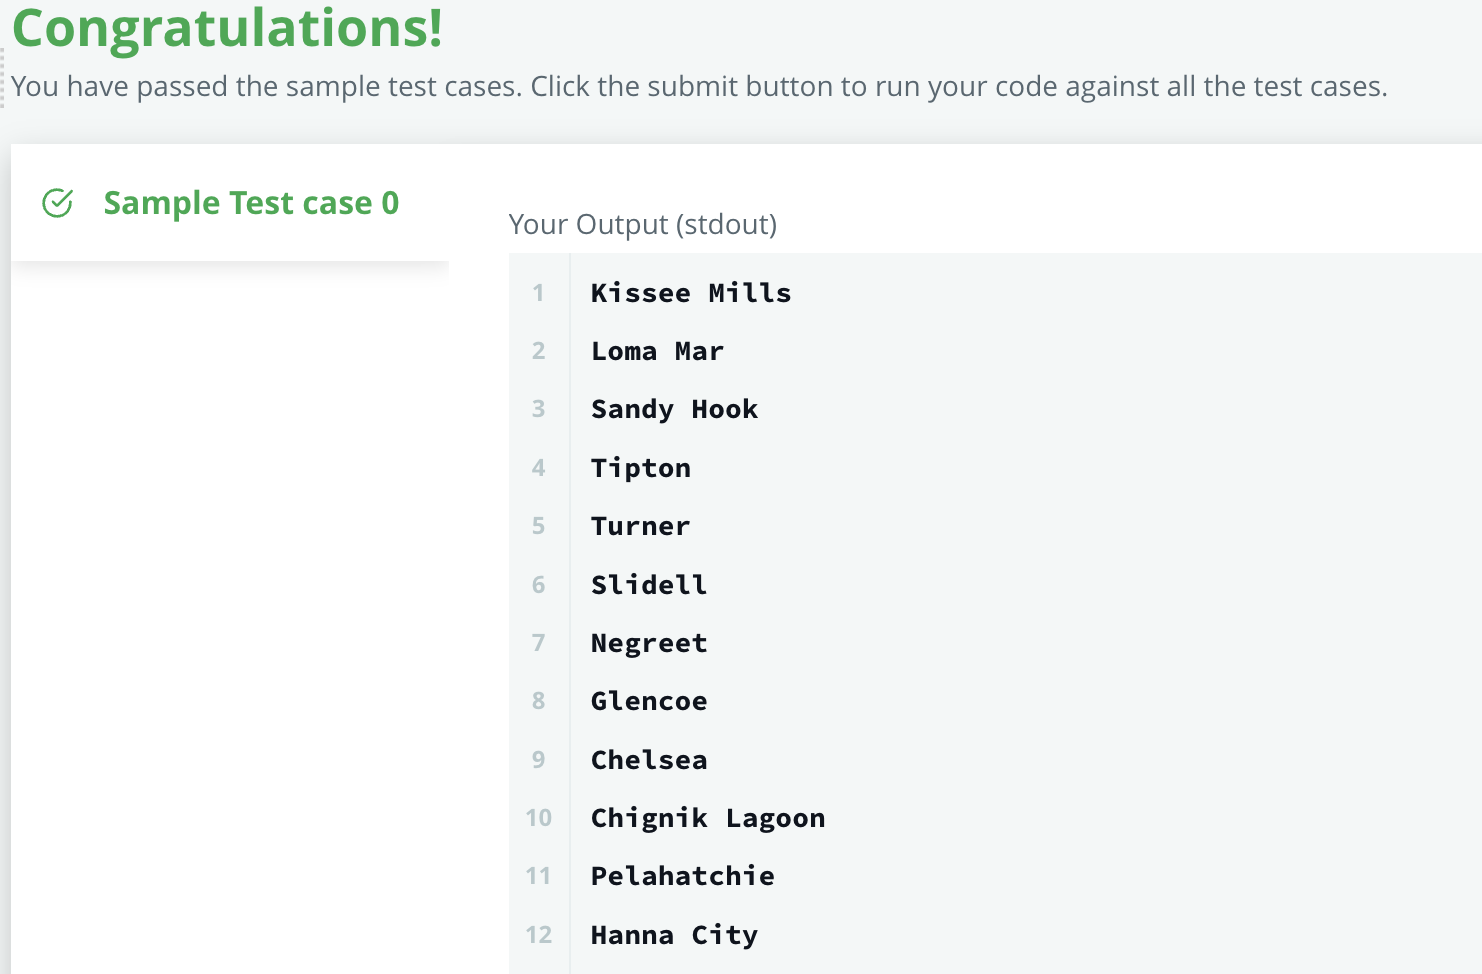 Congratulations!
You have passed the sample test cases. Click the submit button to run your code against all the test cases.
Sample Test case 0
Your Output (stdout)
1 Kissee Mills
2 Loma Mar
3 Sandy Hook
4 Tipton
5 Turner
6 Slidell
7 Negreet
8 Glencoe
9 Chelsea
10 Chignik Lagoon
11 Pelahatchie
12 Hanna City